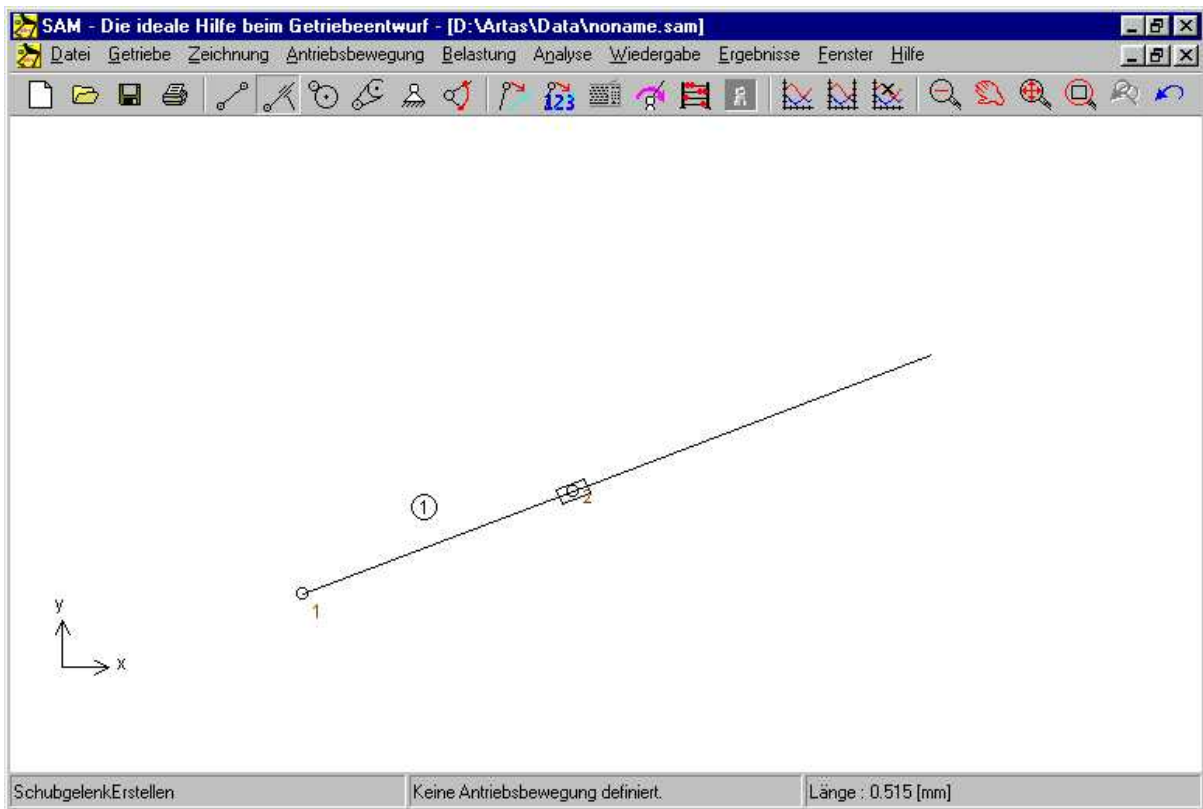 SAM - Die ideale Hilfe beim Getriebeentwurf - [D:\Artas\Data\noname.sam]
Datei Getriebe Zeichnung Antriebsbewegung Belastung Analyse Wiedergabe Ergebnisse Fenster Hilfe
123
2
1
1
y
x
SchubgelenkErstellen Keine Antriebsbewegung definiert. Länge : 0.515 [mm]